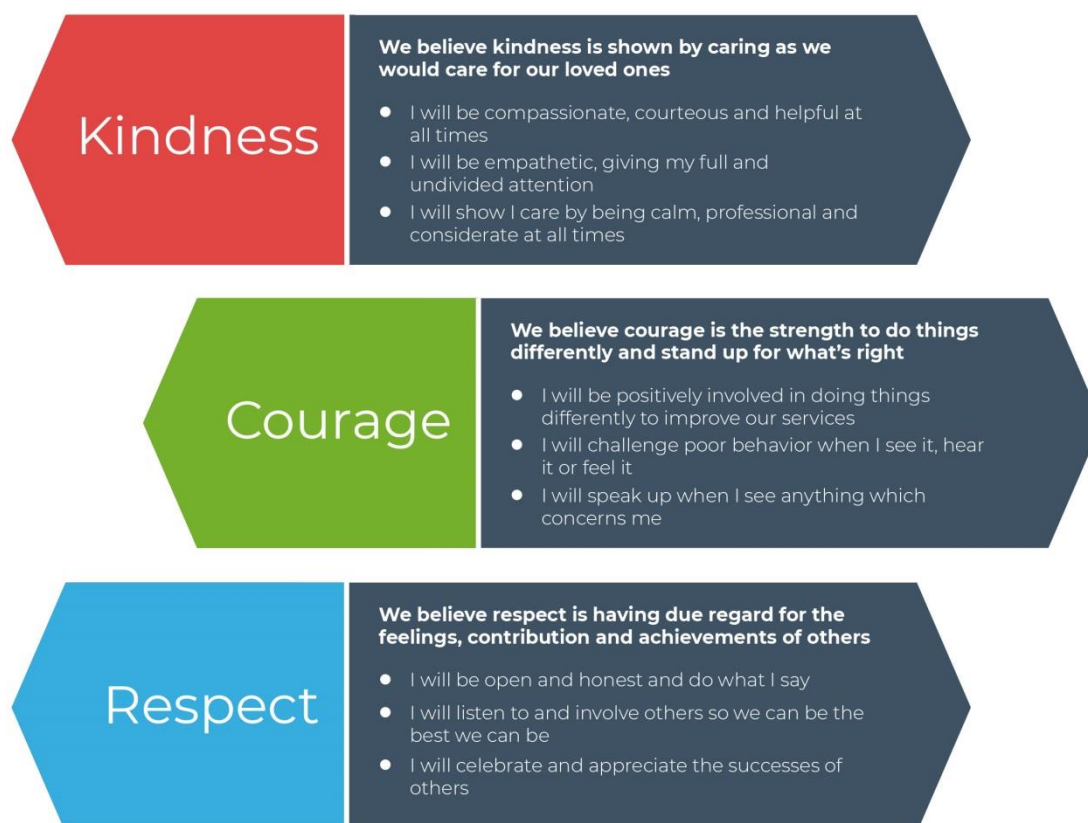 Kindness
We believe kindness is shown by caring as we
would care for our loved ones
● I will be compassionate, courteous and helpful at
all times
● I will be empathetic, giving my full and
undivided attention
● I will show I care by being calm, professional and
considerate at all times
Courage
We believe courage is the strength to do things
differently and stand up for what’s right
● I will be positively involved in doing things
differently to improve our services
● I will challenge poor behavior when I see it, hear
it or feel it
● I will speak up when I see anything which
concerns me
Respect
We believe respect is having due regard for the
feelings, contribution and achievements of others
● I will be open and honest and do what I say
● I will listen to and involve others so we can be the
best we can be
● I will celebrate and appreciate the successes of
others